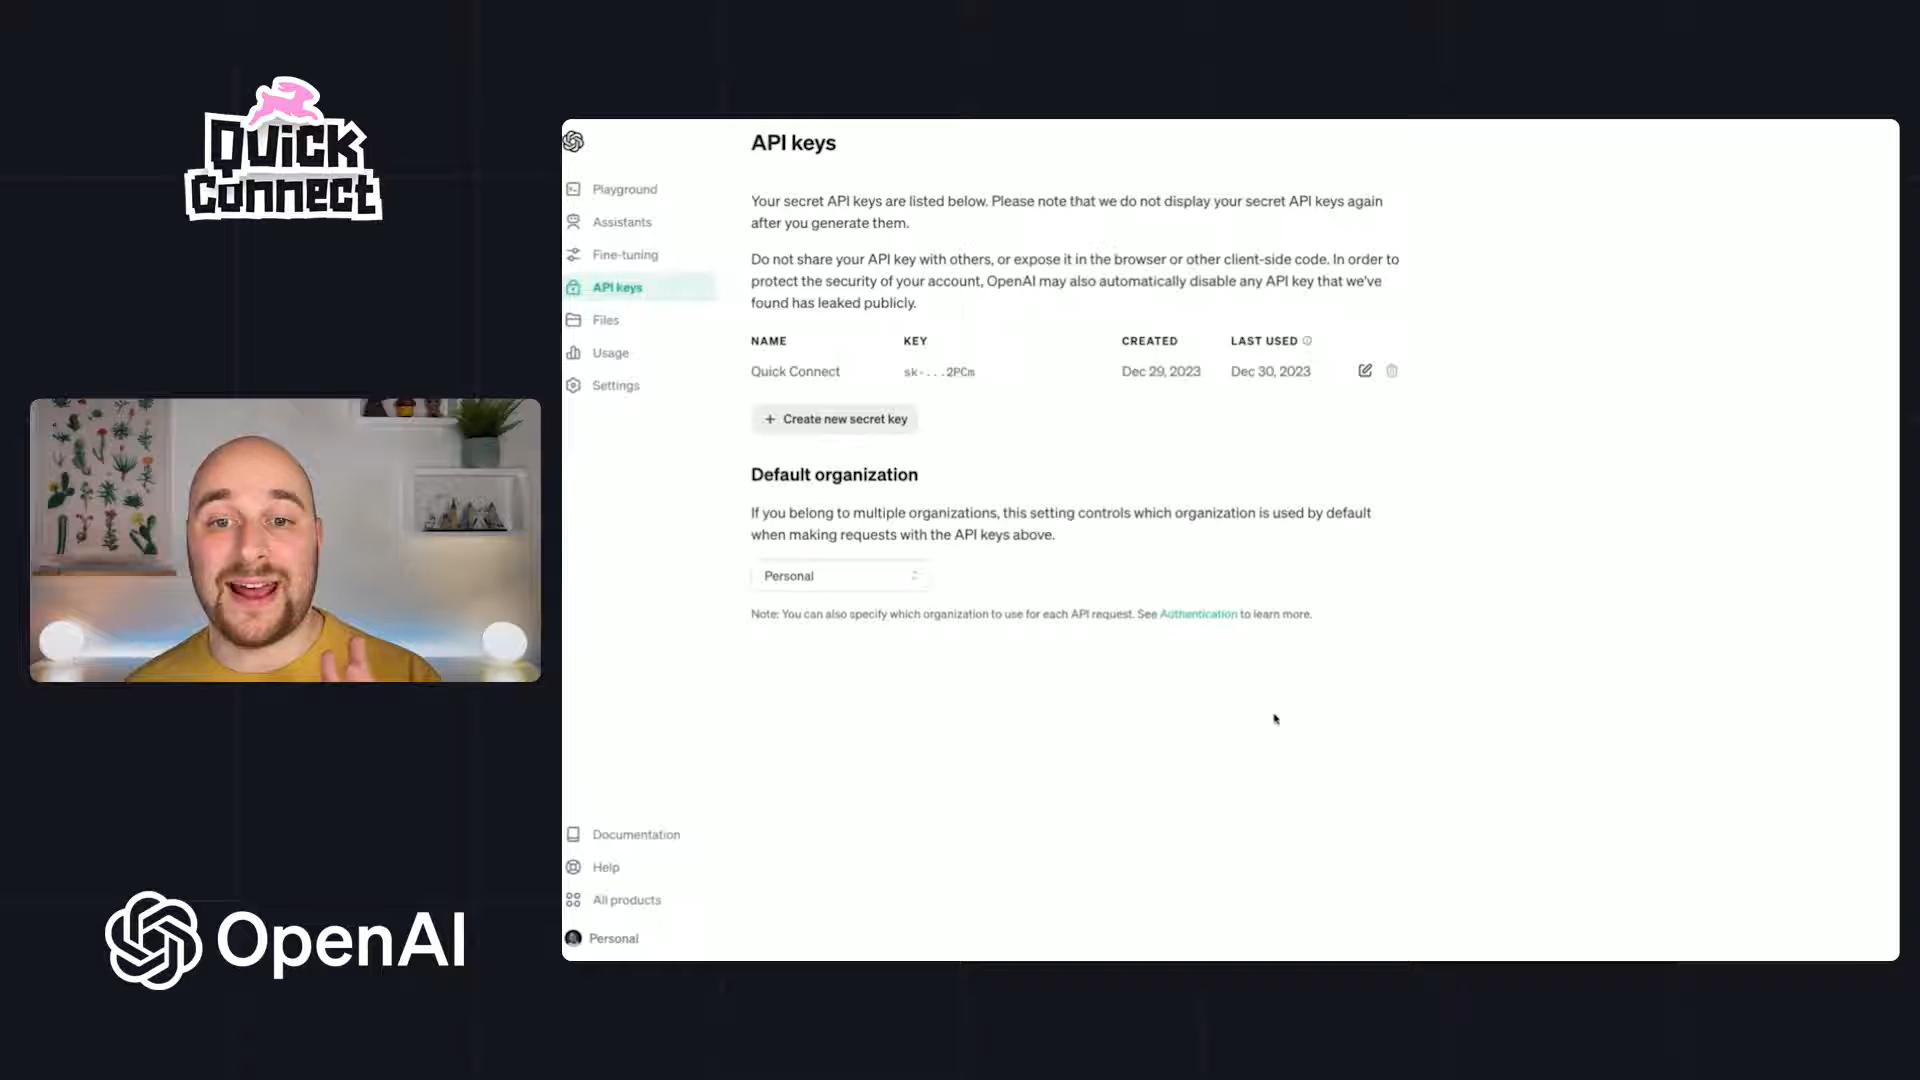 Quick
Connect
API keys
Playground
Assistants
Fine-tuning
API keys
Files
Usage
Settings
Your secret API keys are listed below. Please note that we do not display your secret API keys again
after you generate them.
Do not share your API key with others, or expose it in the browser or other client-side code. In order to
protect the security of your account, OpenAI may also automatically disable any API key that we've
found has leaked publicly.
NAME KEY CREATED LAST USED
Quick Connect sk-...2PCm Dec 29, 2023 Dec 30, 2023
+ Create new secret key
Default organization
If you belong to multiple organizations, this setting controls which organization is used by default
when making requests with the API keys above.
Personal
Note: You can also specify which organization to use for each API request. See Authentication to learn more.
Documentation
Help
All products
Personal
OpenAI